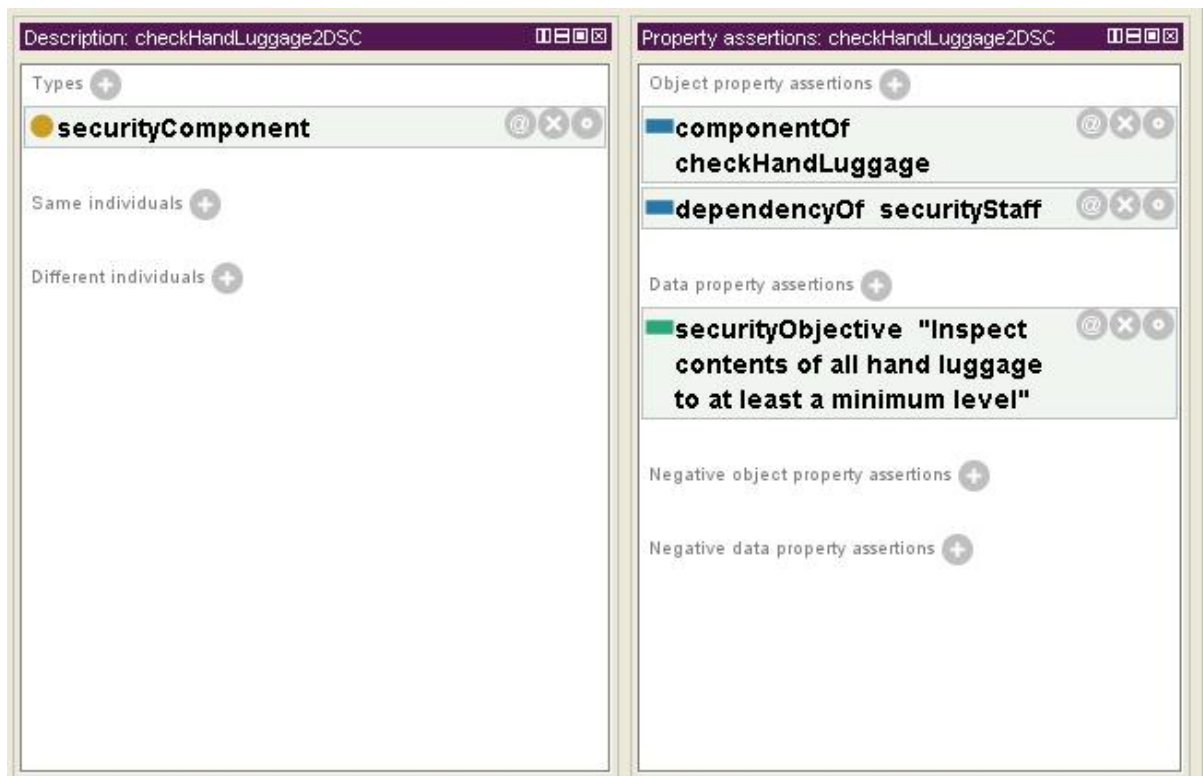 Description: checkHandLuggage2DSC
Types
securityComponent
Same individuals
Different individuals
Property assertions: checkHandLuggage2DSC
Object property assertions
componentOf
checkHandLuggage
dependencyOf securityStaff
Data property assertions
securityObjective "Inspect
contents of all hand luggage
to at least a minimum level"
Negative object property assertions
Negative data property assertions